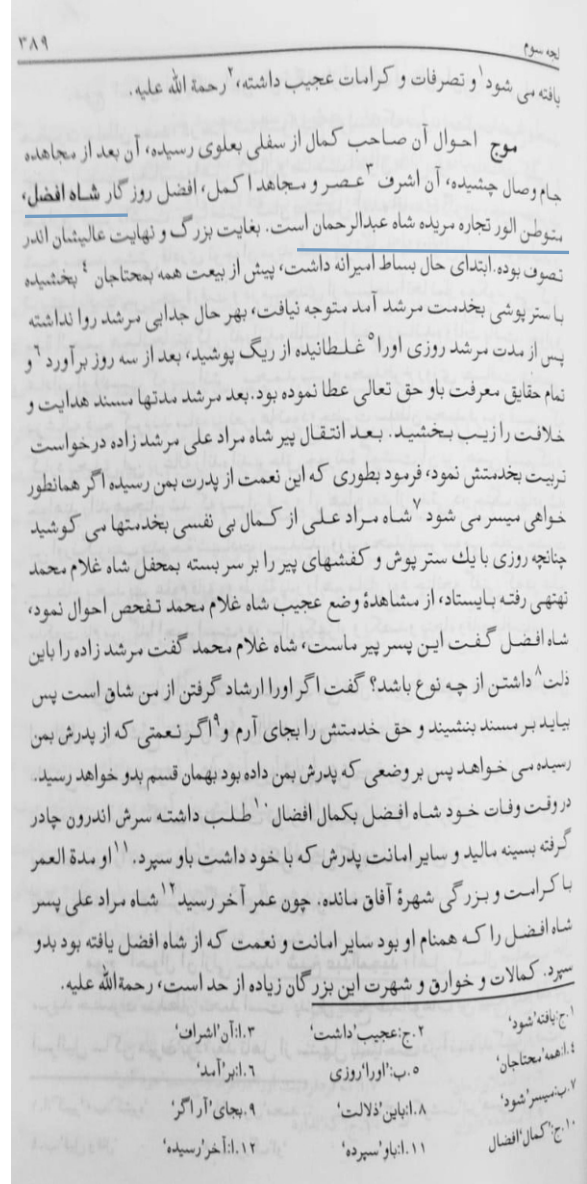 لجه سوم ۳۸۹
یافته می شود۱ و تصرفات و کرامات عجیب داشته،۲ رحمة الله علیه.
موج احوال آن صاحب کمال از سفلی بعلوی رسیده، آن بعد از مجاهده
جام وصال چشیده، آن اشرف۳ عصر و مجاهد اکمل، افضل روزگار شاه افضل،
متوطن الور تجاره مریده شاه عبدالرحمان است. بغایت بزرگ و نهایت عالیشان اندر
تصوف بوده. ابتدای حال بساط امیرانه داشت، پیش از بیعت همه بمحتاجان۴ بخشیده
با ستر پوشی بخدمت مرشد آمد متوجه نیافت، بهر حال جدایی مرشد روا نداشته
پس از مدت مرشد روزی اورا۵ غلطانیده از ریگ پوشید، بعد از سه روز برآورد۶ و
تمام حقایق معرفت باو حق تعالی عطا نموده بود. بعد مرشد مدتها مسند هدایت و
خلافت را زیب بخشید. بعد انتقال پیر شاه مراد علی مرشد زاده درخواست
تربیت بخدمتش نمود، فرمود بطوری که این نعمت از پدرت بمن رسیده اگر همانطور
خواهی میسر می شود۷ شاه مراد علی از کمال بی نفسی بخدمتها می کوشید
چنانچه روزی با یك ستر پوش و کفشهای پیر را بر سر بسته بمحفل شاه غلام محمد
نهنهی رفته بایستاد، از مشاهدهٔ وضع عجیب شاه غلام محمد تفحص احوال نمود،
شاه افضل گفت این پسر پیر ماست، شاه غلام محمد گفت مرشد زاده را باین
ذلت۸ داشتن از چه نوع باشد؟ گفت اگر اورا ارشاد گرفتن از من شاق است پس
بیاید بر مسند بنشیند و حق خدمتش را بجای آرم و۹ اگر نعمتی که از پدرش بمن
رسیده می خواهد پس بر وضعی که پدرش بمن داده بود بهمان قسم بدو خواهد رسید.
در وقت وفات خود شاه افضل بکمال افضال۱۰ طلب داشته سرش اندرون چادر
گرفته بسینه مالید و سایر امانت پدرش که با خود داشت باو سپرد.۱۱ او مدة العمر
با کرامت و بزرگی شهرهٔ آفاق مانده. چون عمر آخر رسید۱۲ شاه مراد علی پسر
شاه افضل را که همنام او بود سایر امانت و نعمت که از شاه افضل یافته بود بدو
سپرد. کمالات و خوارق و شهرت این بزرگان زیاده از حد است، رحمةالله علیه.
۱. ج: یافته'شود' ۲. ج: عجیب'داشت' ۳. ا: آن'اشراف'
۴. ا: همه'محتاجان' ۵. ب: 'اورا'روزی ۶. ا: 'برآمد'
۷. ب: میسر'شود' ۸. ا: باین'ذلالت' ۹. بجای'آر'اگر'
۱۰. ج: 'کمال'افضال ۱۱. ا: باو'سپرده' ۱۲. ا: آخر'رسیده'